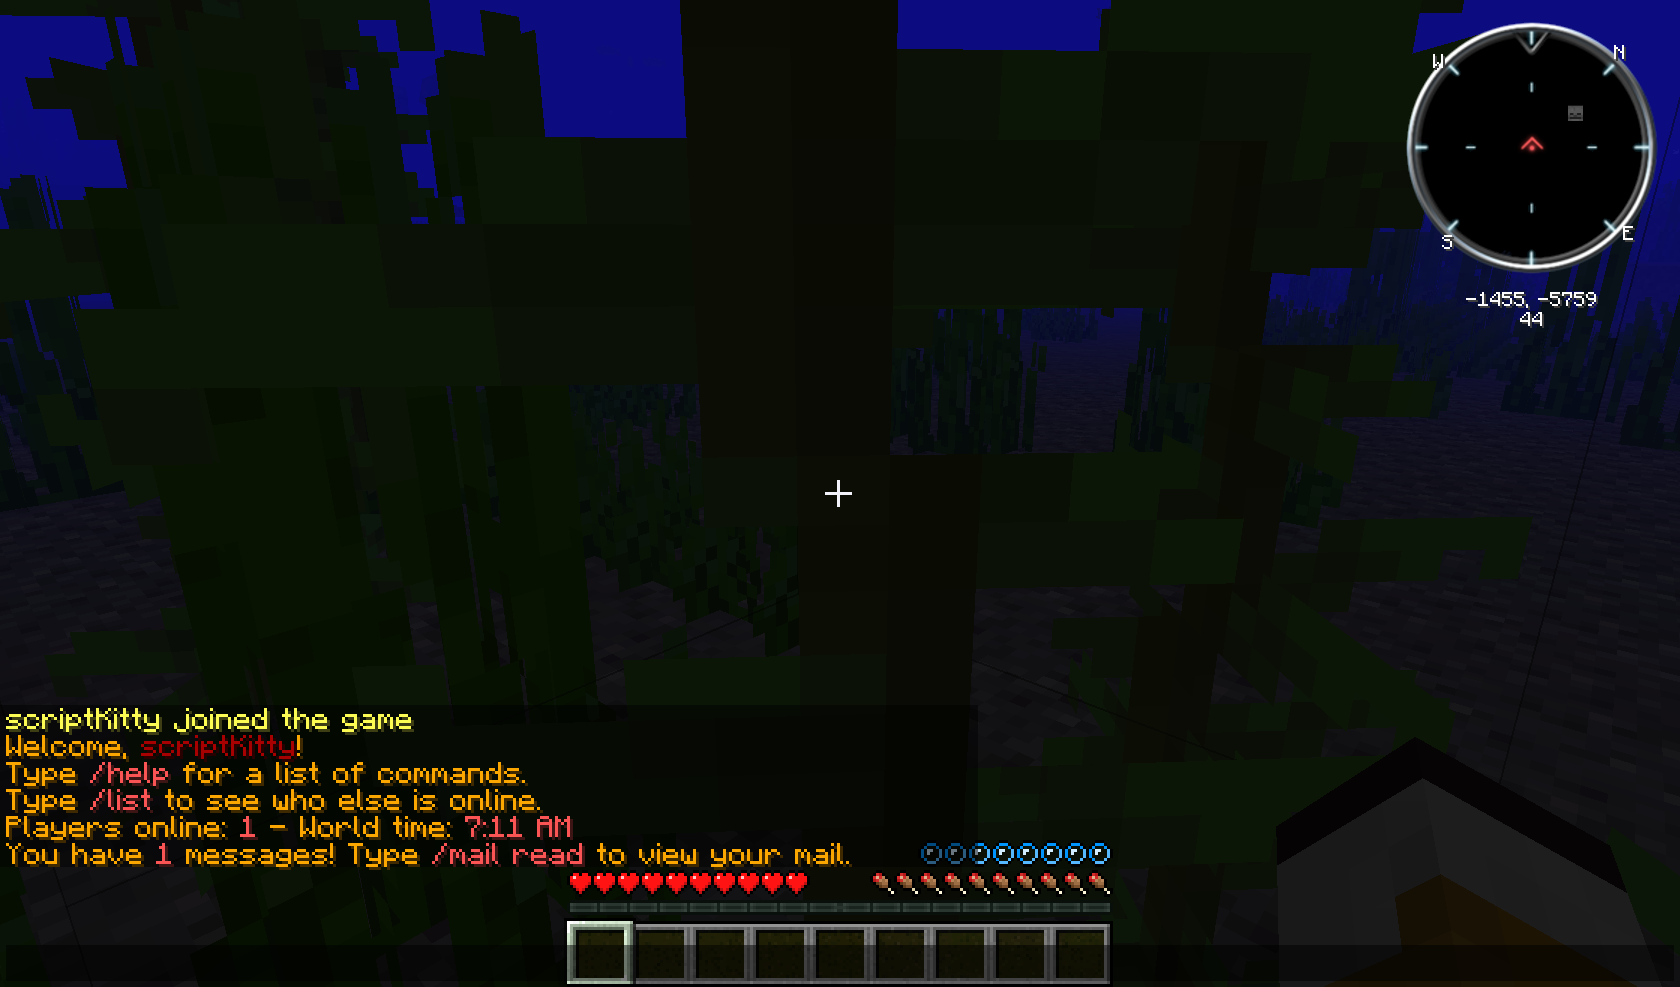 W
N
S
E
-1455, -5759
44
scriptKitty joined the game
Welcome, scriptKitty!
Type /help for a list of commands.
Type /list to see who else is online.
Players online: 1 - World time: 7:11 AM
You have 1 messages! Type /mail read to view your mail.